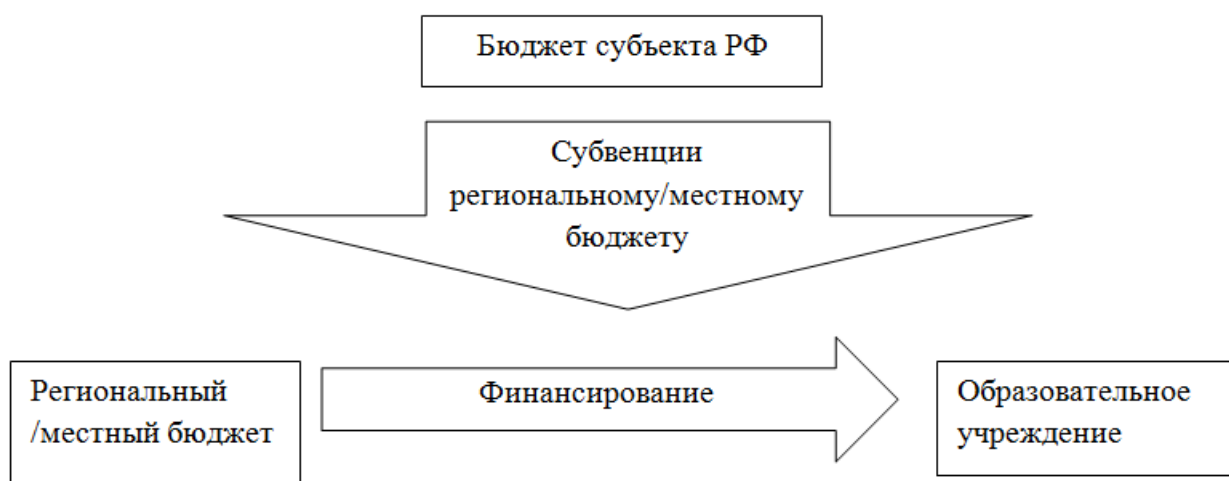 Бюджет субъекта РФ
Субвенции
региональному/местному
бюджету
Региональный
/местный бюджет
Финансирование
Образовательное
учреждение